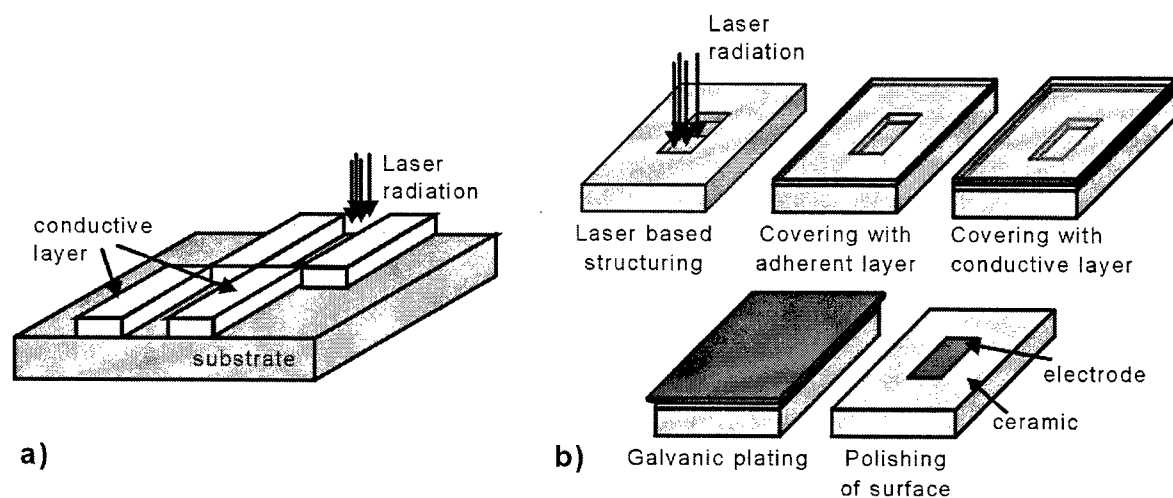 Laser
radiation
conductive
layer
substrate
a)
Laser
radiation
Laser based
structuring
Covering with
adherent layer
Covering with
conductive layer
Galvanic plating
Polishing
of surface
electrode
ceramic
b)